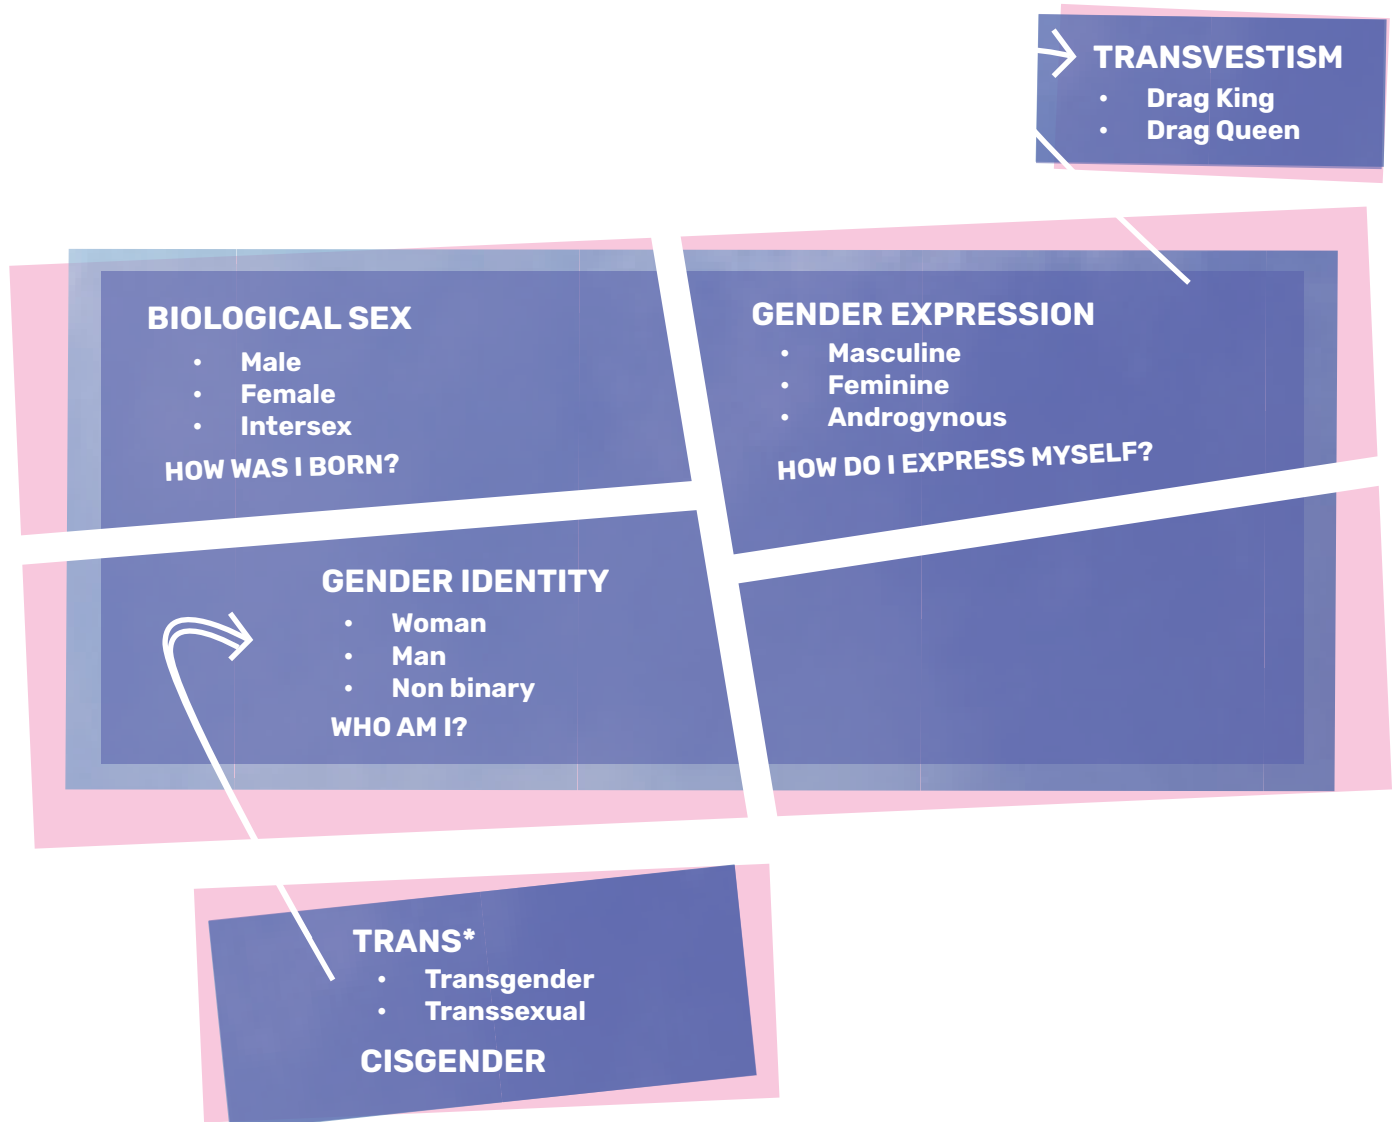 TRANSVESTISM
• Drag King
• Drag Queen
BIOLOGICAL SEX
• Male
• Female
• Intersex
HOW WAS I BORN?
GENDER EXPRESSION
• Masculine
• Feminine
• Androgynous
HOW DO I EXPRESS MYSELF?
GENDER IDENTITY
• Woman
• Man
• Non binary
WHO AM I?
TRANS*
• Transgender
• Transsexual
CISGENDER